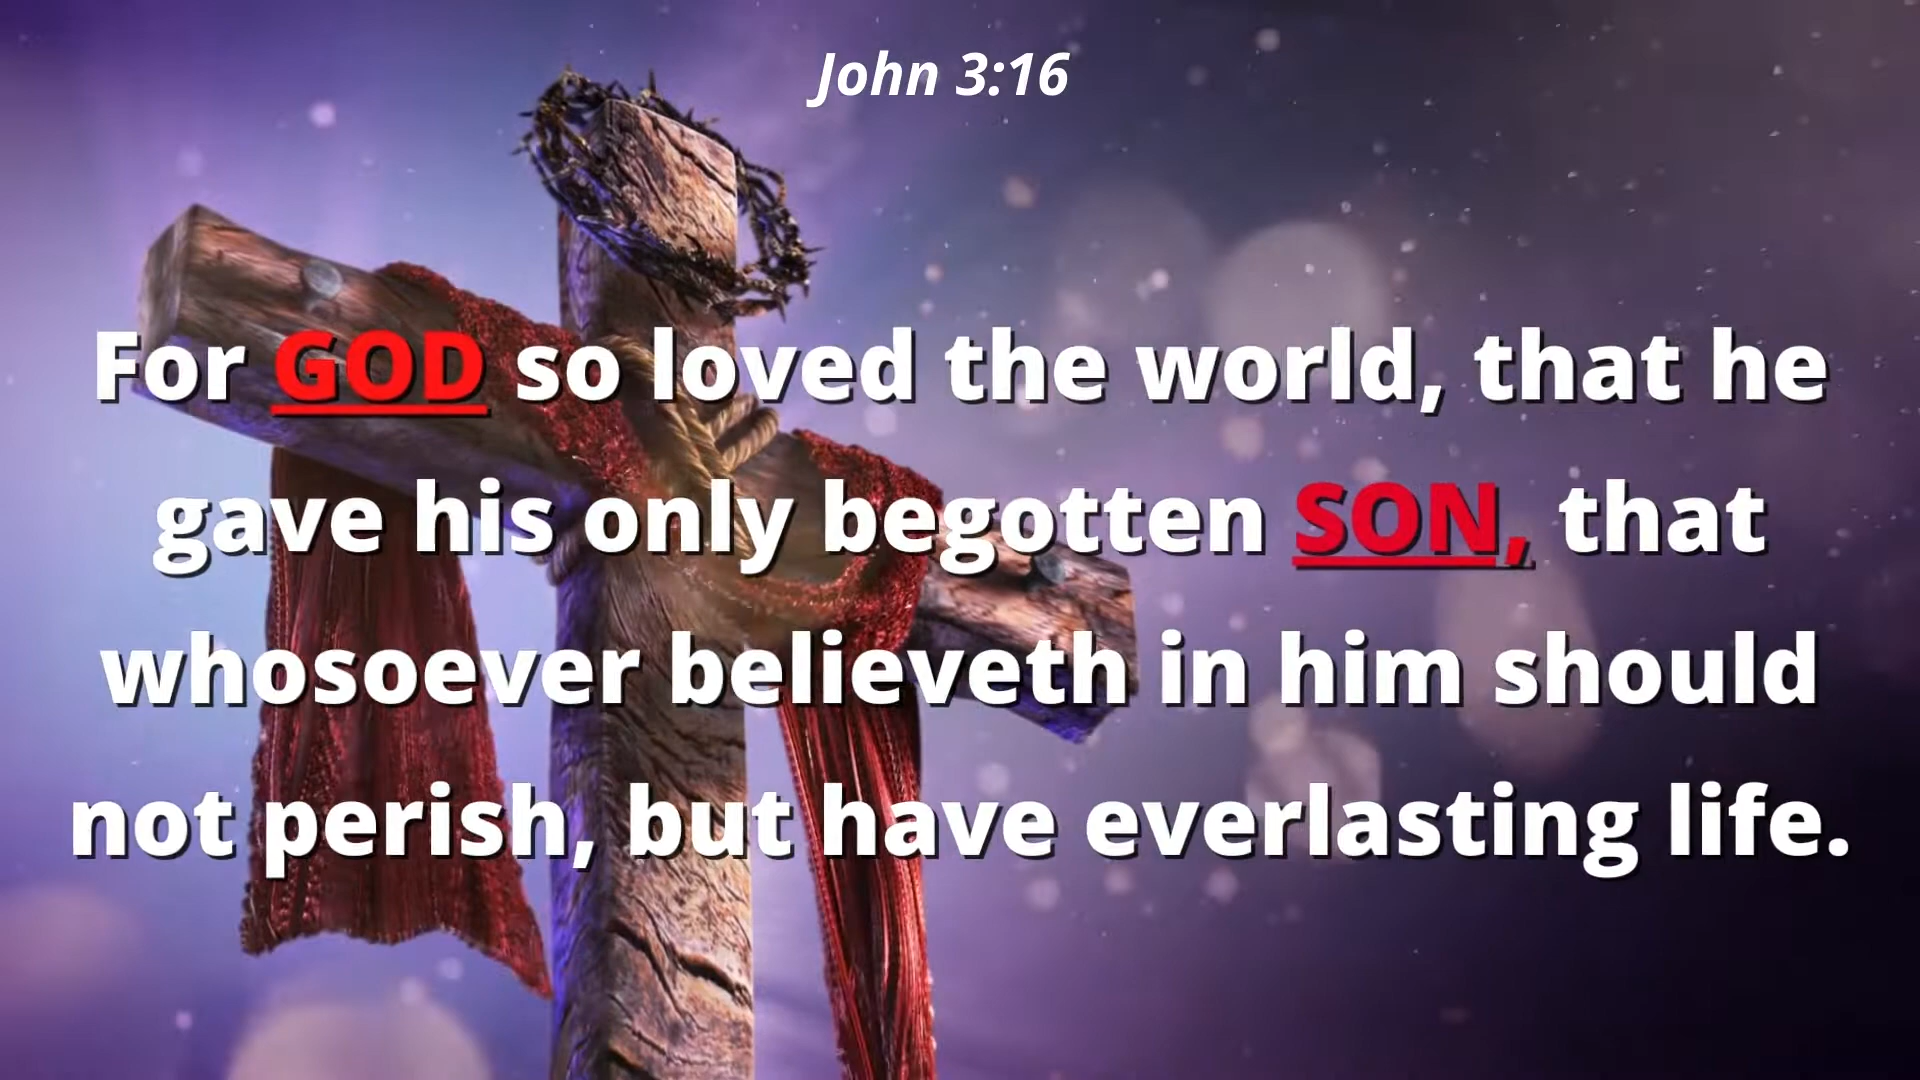 John 3:16
For GOD so loved the world, that he
gave his only begotten SON, that
whosoever believeth in him should
not perish, but have everlasting life.